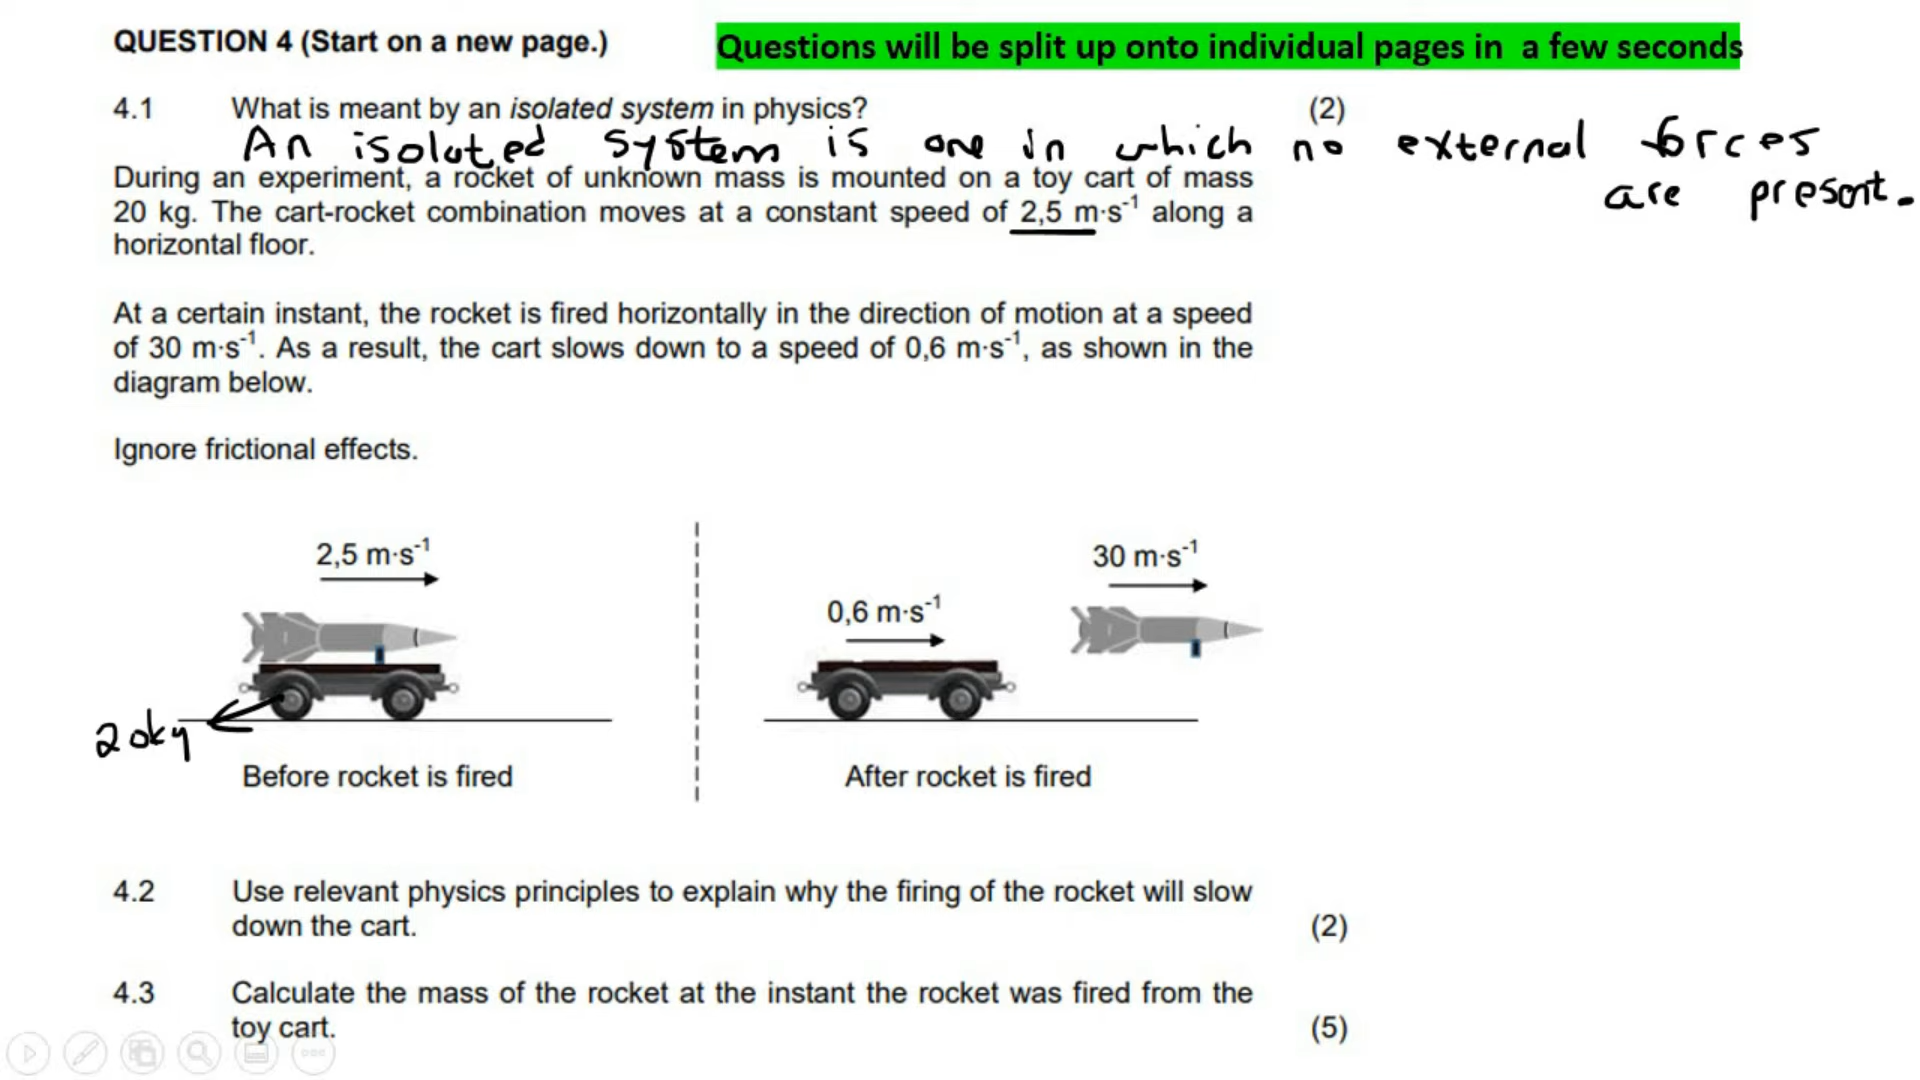 QUESTION 4 (Start on a new page.)
Questions will be split up onto individual pages in a few seconds
4.1 What is meant by an isolated system in physics? (2)
An isolated system is one in which no external forces
are present.
During an experiment, a rocket of unknown mass is mounted on a toy cart of mass
20 kg. The cart-rocket combination moves at a constant speed of 2,5 m·s⁻¹ along a
horizontal floor.
At a certain instant, the rocket is fired horizontally in the direction of motion at a speed
of 30 m·s⁻¹. As a result, the cart slows down to a speed of 0,6 m·s⁻¹, as shown in the
diagram below.
Ignore frictional effects.
2,5 m·s⁻¹
30 m·s⁻¹
0,6 m·s⁻¹
20kg
Before rocket is fired
After rocket is fired
4.2 Use relevant physics principles to explain why the firing of the rocket will slow
down the cart. (2)
4.3 Calculate the mass of the rocket at the instant the rocket was fired from the
toy cart. (5)